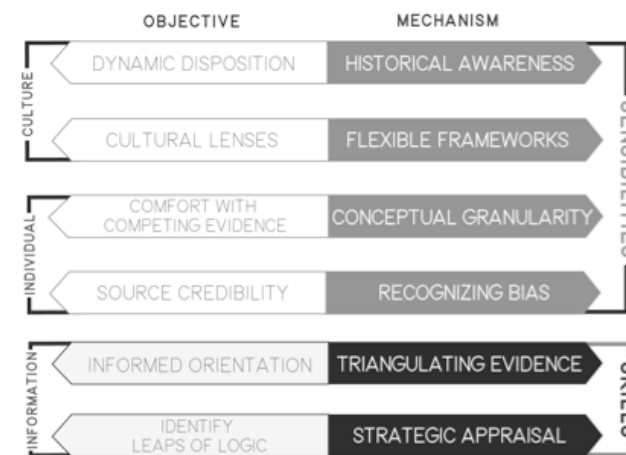 OBJECTIVE
MECHANISM
CULTURE
DYNAMIC DISPOSITION
HISTORICAL AWARENESS
CULTURAL LENSES
FLEXIBLE FRAMEWORKS
INDIVIDUAL
COMFORT WITH
COMPETING EVIDENCE
CONCEPTUAL GRANULARITY
SOURCE CREDIBILITY
RECOGNIZING BIAS
INFORMATION
INFORMED ORIENTATION
TRIANGULATING EVIDENCE
IDENTIFY
LEAPS OF LOGIC
STRATEGIC APPRAISAL